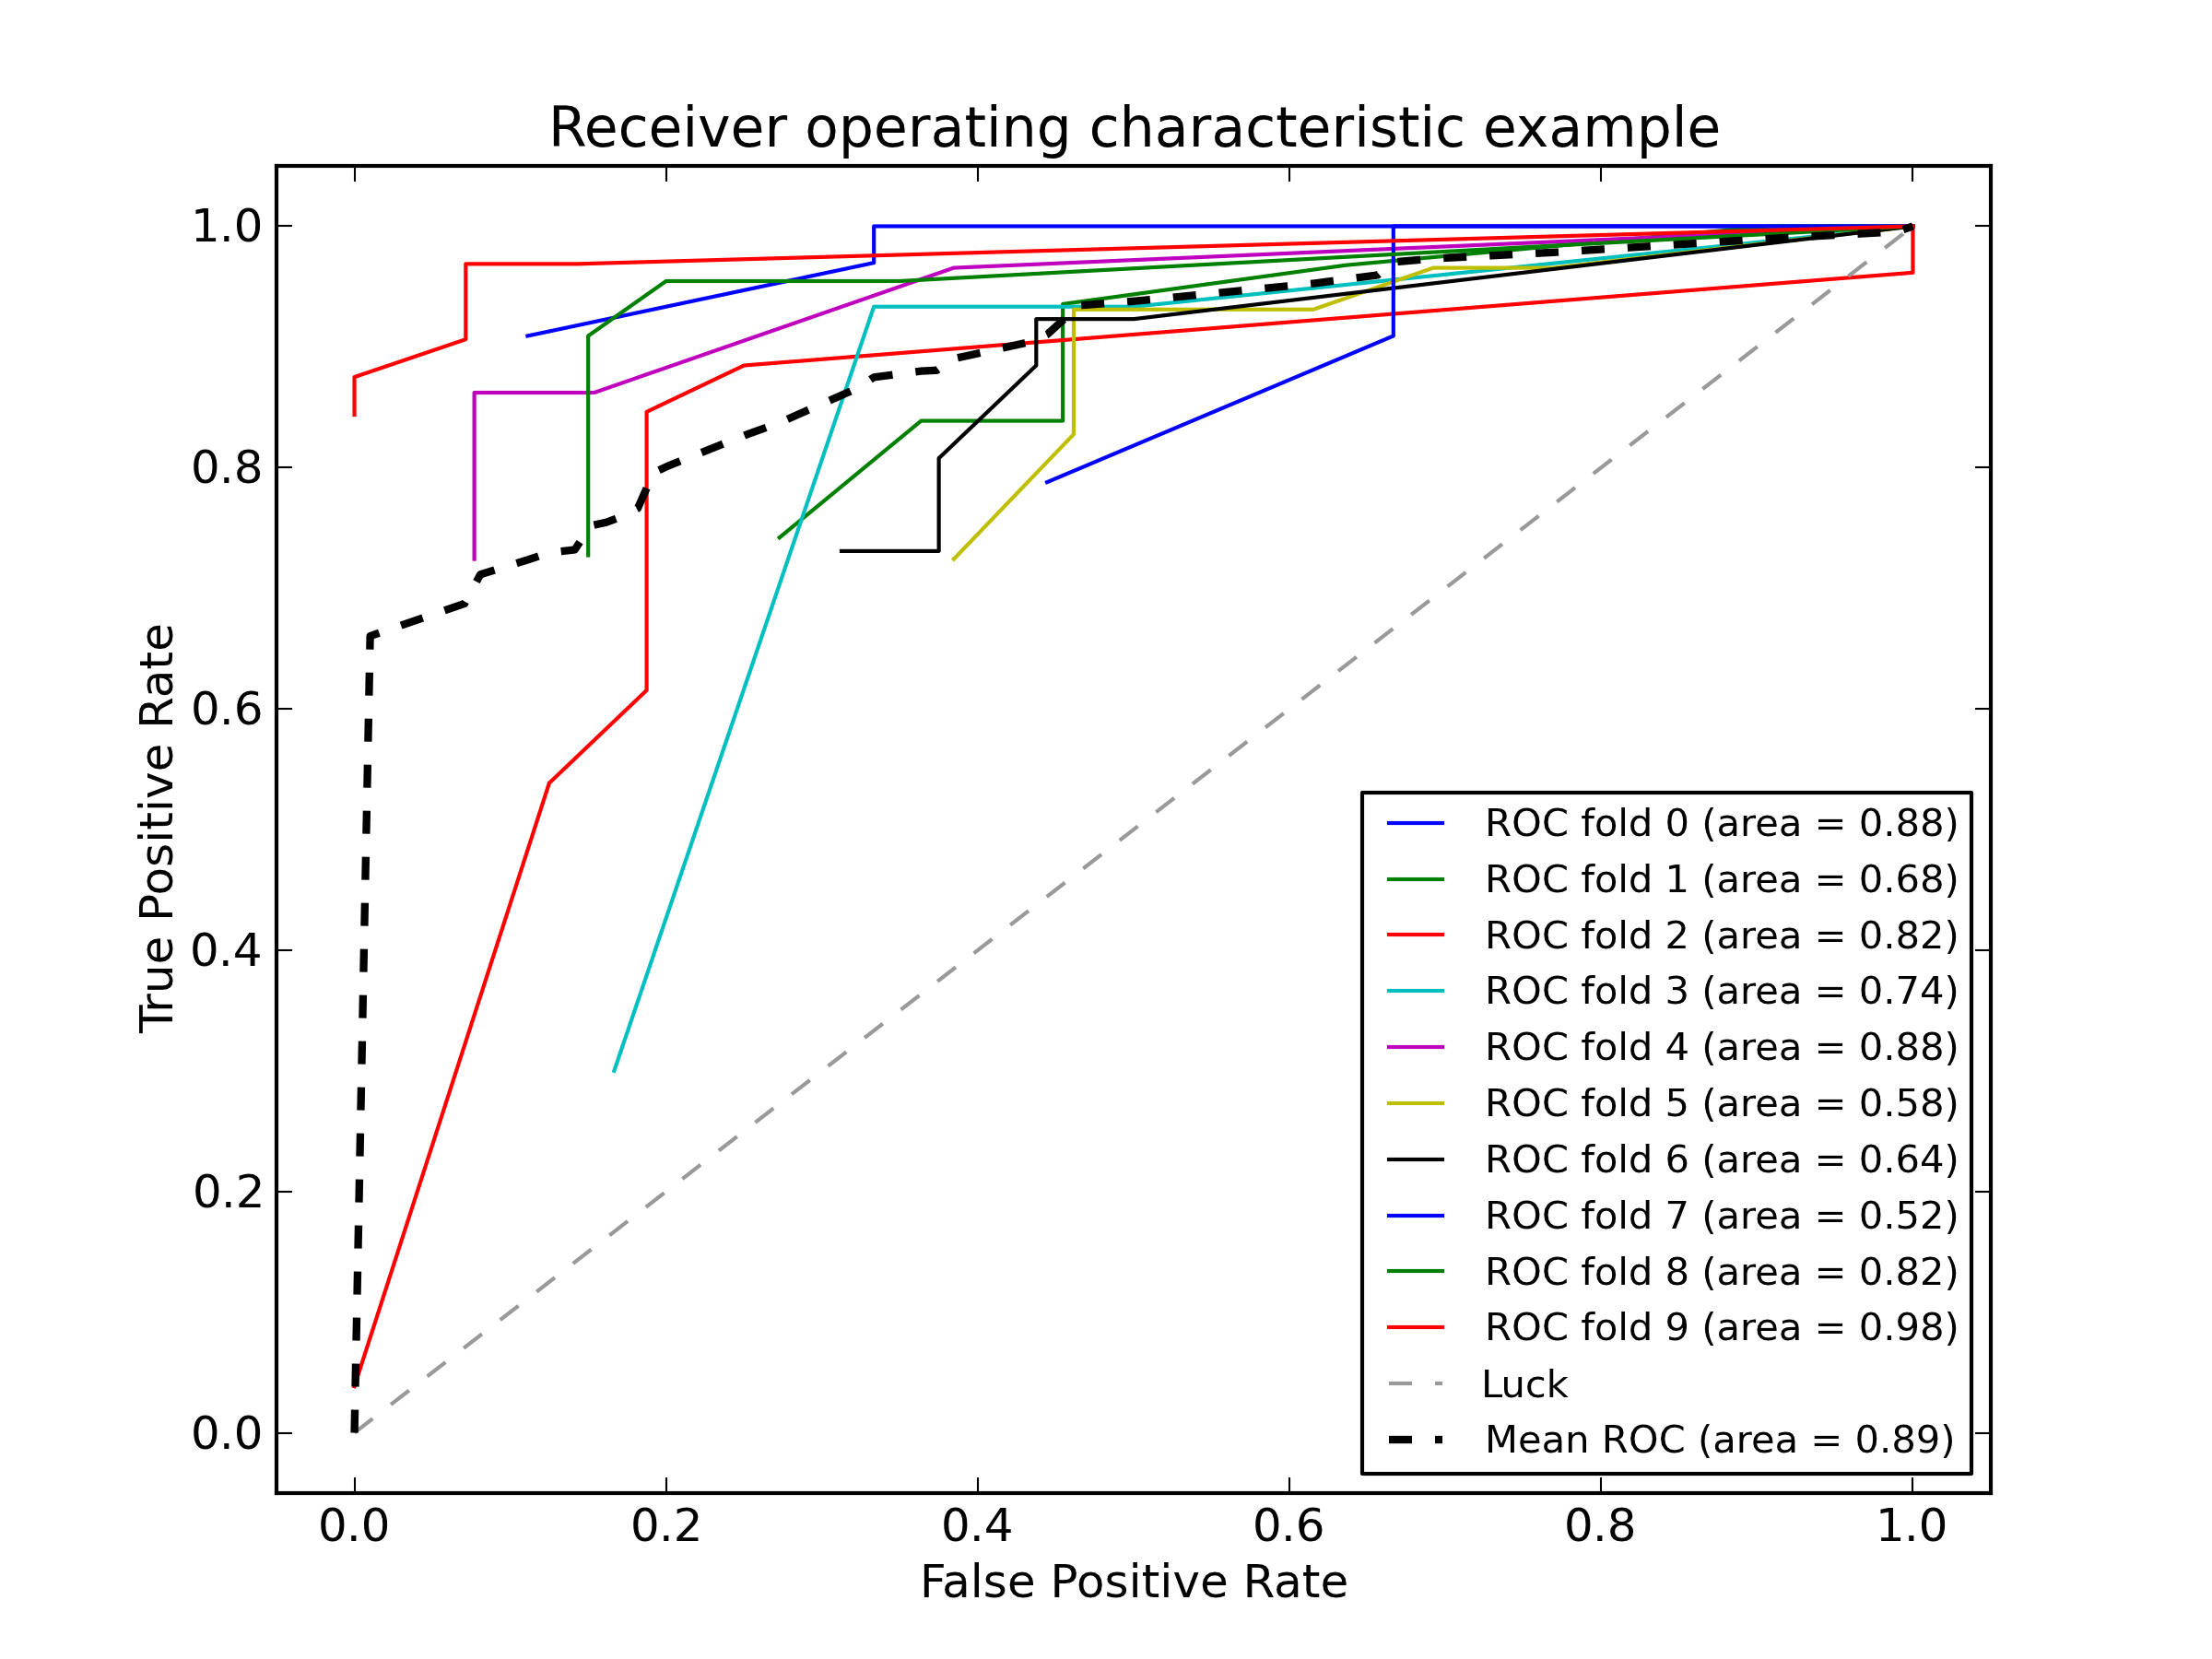 Receiver operating characteristic example
1.0
0.8
0.6
0.4
0.2
0.0
True Positive Rate
0.0 0.2 0.4 0.6 0.8 1.0
False Positive Rate
ROC fold 0 (area = 0.88)
ROC fold 1 (area = 0.68)
ROC fold 2 (area = 0.82)
ROC fold 3 (area = 0.74)
ROC fold 4 (area = 0.88)
ROC fold 5 (area = 0.58)
ROC fold 6 (area = 0.64)
ROC fold 7 (area = 0.52)
ROC fold 8 (area = 0.82)
ROC fold 9 (area = 0.98)
Luck
Mean ROC (area = 0.89)